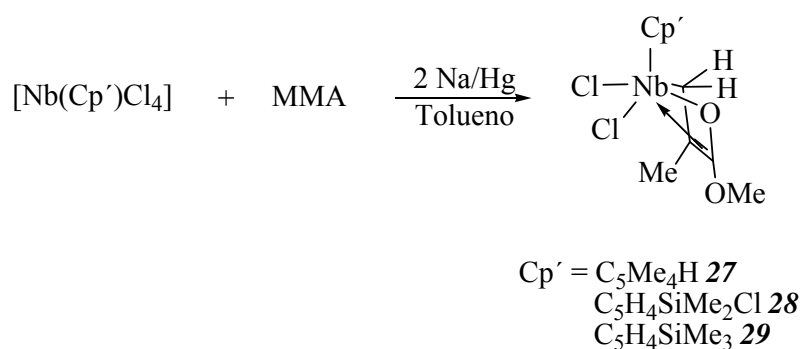 Cp´
H
H
[Nb(Cp´)Cl4] + MMA 2 Na/Hg Cl Nb O
Tolueno
Cl
Me
OMe
Cp´ = C5Me4H 27
C5H4SiMe2Cl 28
C5H4SiMe3 29